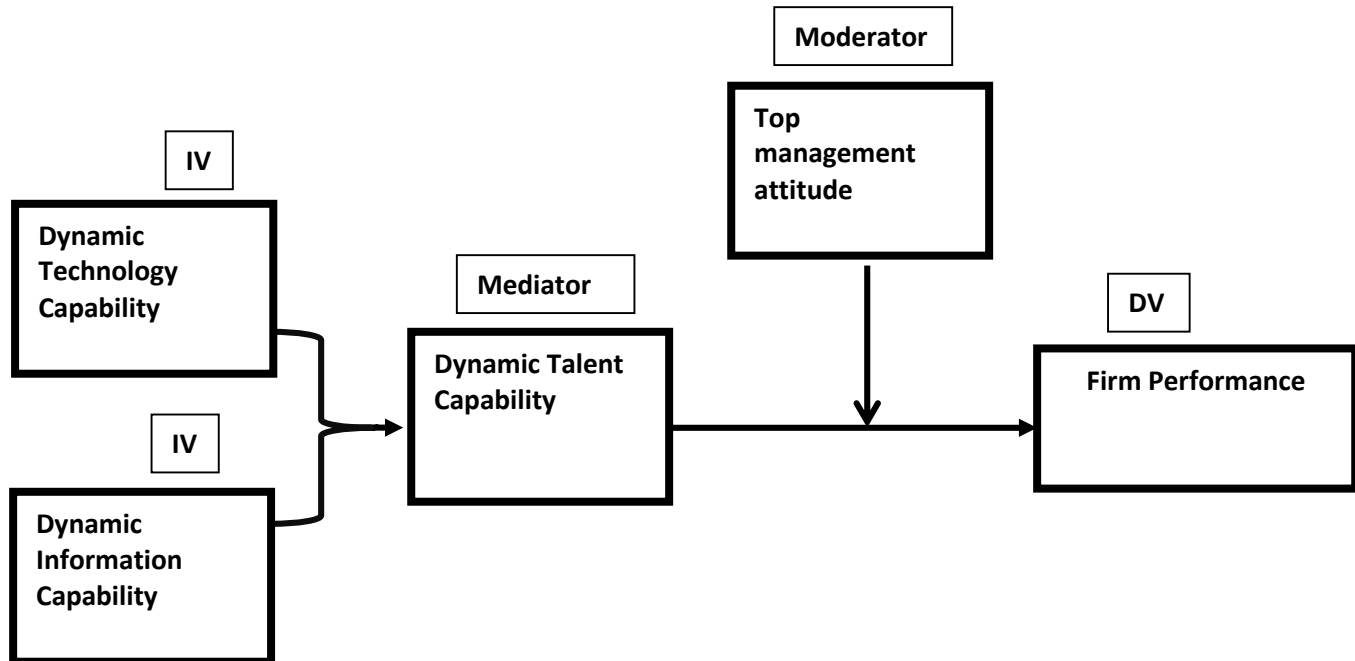 Moderator
Top
management
attitude
IV
Dynamic
Technology
Capability
Mediator
Dynamic Talent
Capability
DV
Firm Performance
IV
Dynamic
Information
Capability